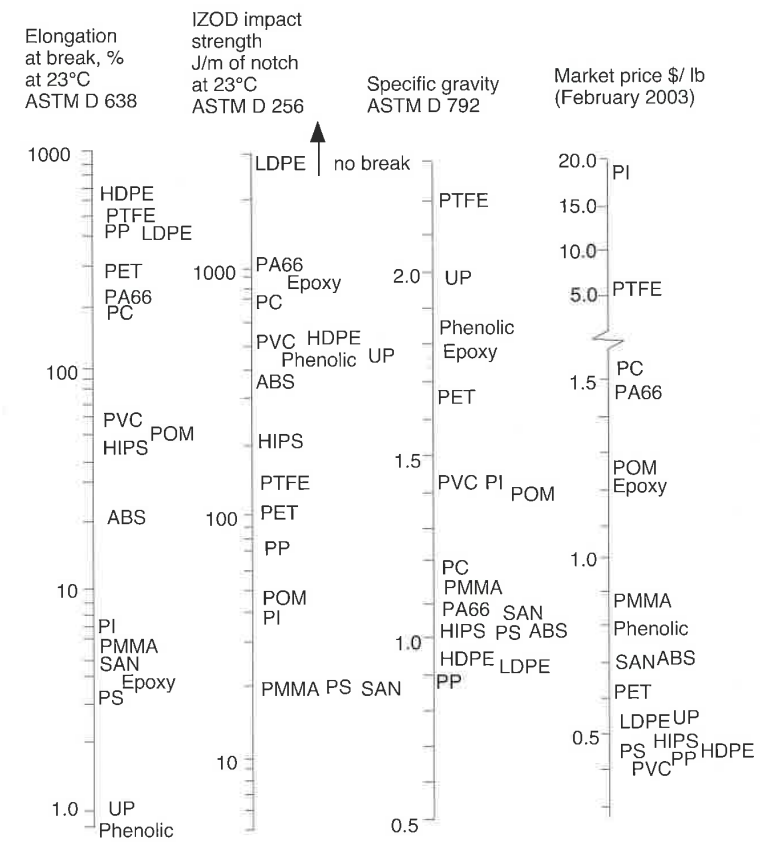 Elongation
at break, %
at 23°C
ASTM D 638
1000
HDPE
PTFE
PP LDPE
PET
PA66
PC
100
PVC
POM
HIPS
ABS
10
PI
PMMA
SAN
Epoxy
PS
1.0
UP
Phenolic
IZOD impact
strength
J/m of notch
at 23°C
ASTM D 256
LDPE no break
1000
PA66
Epoxy
PC
PVC HDPE
Phenolic UP
ABS
HIPS
PTFE
100
PET
PP
POM
PI
PMMA PS SAN
10
Specific gravity
ASTM D 792
PTFE
2.0
UP
Phenolic
Epoxy
PET
1.5
PVC PI POM
PC
PMMA
PA66 SAN
1.0
HIPS PS ABS
HDPE LDPE
PP
0.5
Market price $/ lb
(February 2003)
20.0
PI
15.0
10.0
5.0
PTFE
PC
1.5
PA66
POM
Epoxy
1.0
PMMA
Phenolic
SAN ABS
PET
LDPE UP
0.5
PS HIPS HDPE
PVC PP